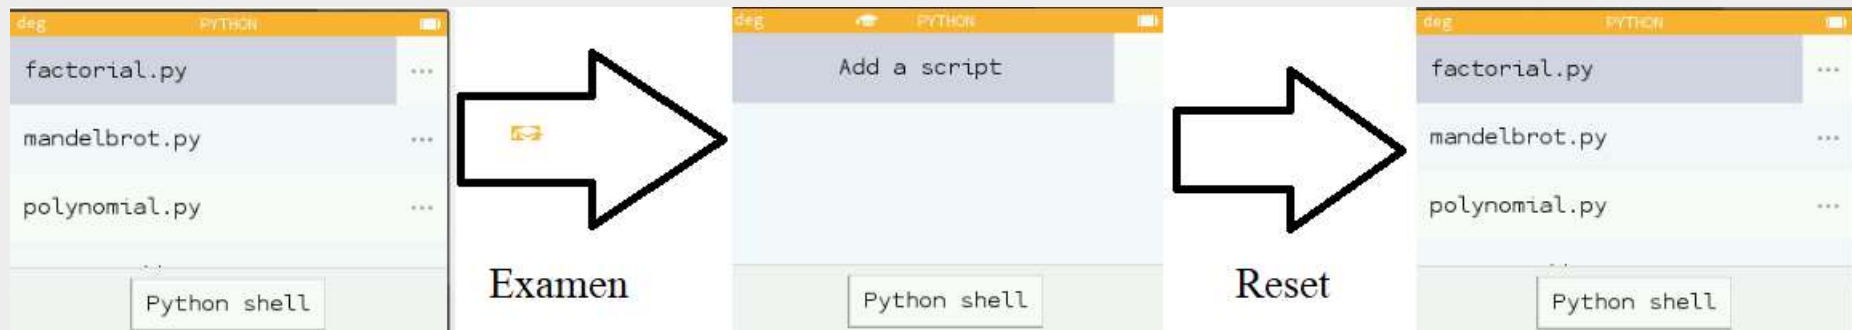 deg PYTHON
factorial.py ...
mandelbrot.py ...
polynomial.py ...
Python shell
Examen
deg PYTHON
Add a script
Python shell
Reset
deg PYTHON
factorial.py ...
mandelbrot.py ...
polynomial.py ...
Python shell